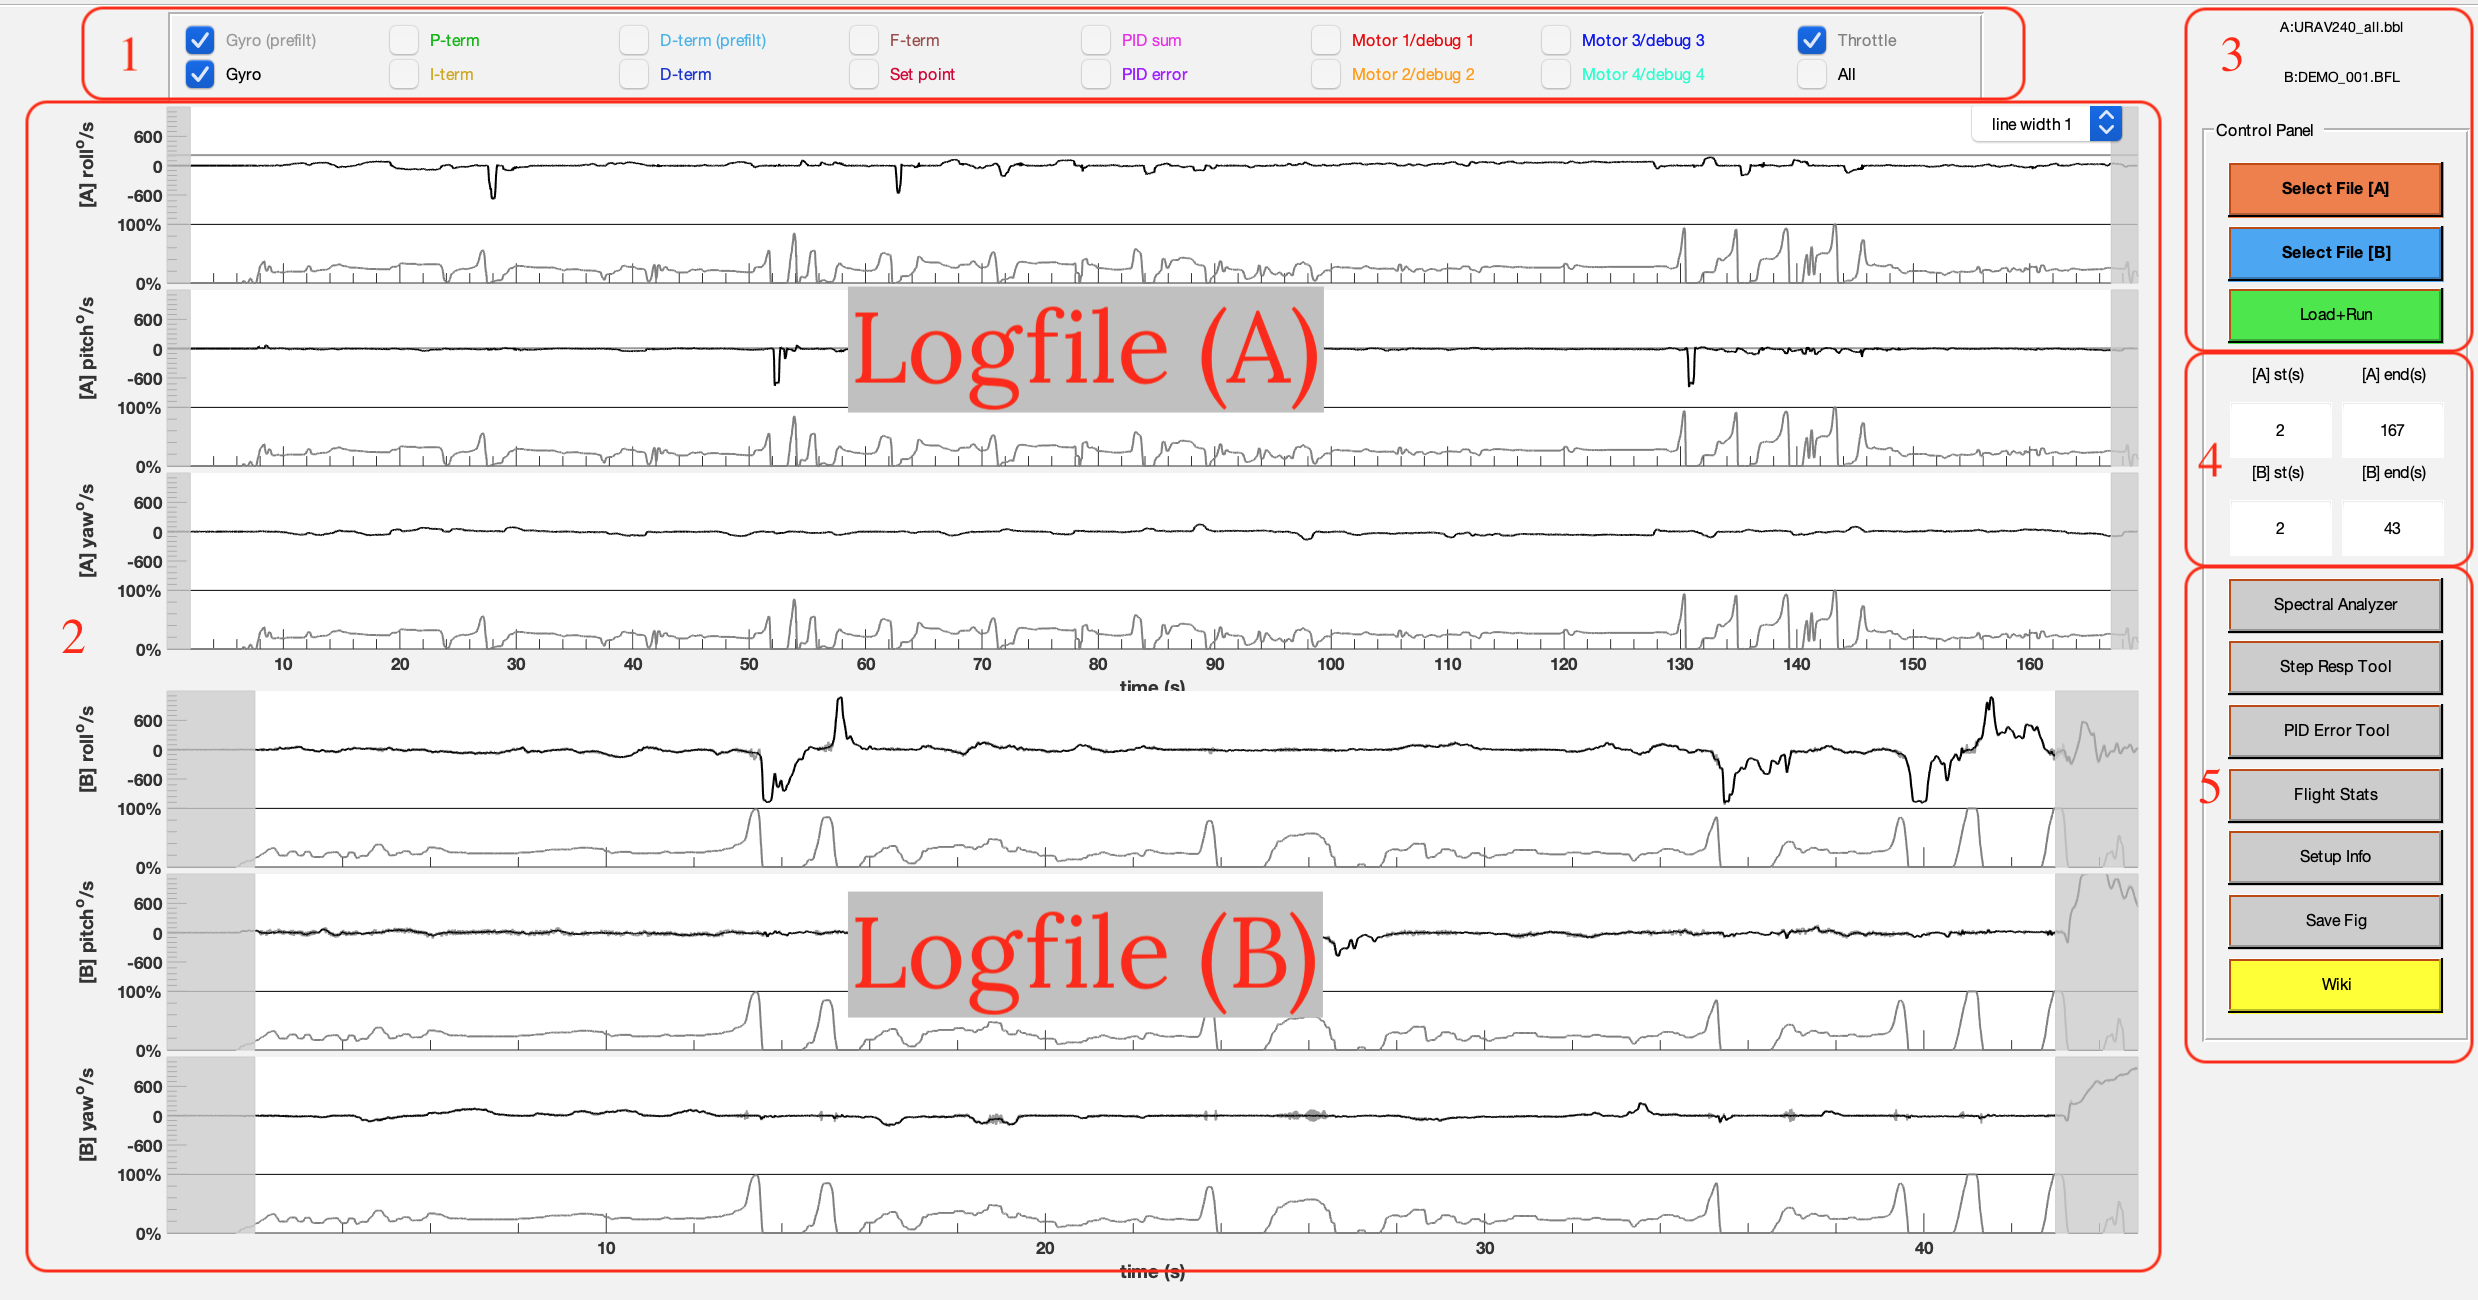 1
Gyro (prefilt) P-term D-term (prefilt) F-term PID sum Motor 1/debug 1 Motor 3/debug 3 Throttle
Gyro I-term D-term Set point PID error Motor 2/debug 2 Motor 4/debug 4 All
2
line width 1
[A] roll°/s
600
0
-600
100%
0%
[A] pitch°/s
600
0
-600
100%
0%
Logfile (A)
[A] yaw°/s
600
0
-600
100%
0%
10 20 30 40 50 60 70 80 90 100 110 120 130 140 150 160
time (s)
[B] roll°/s
600
0
-600
100%
0%
[B] pitch°/s
600
0
-600
100%
0%
Logfile (B)
[B] yaw°/s
600
0
-600
100%
0%
10 20 30 40
time (s)
3
A:URAV240_all.bbl
B:DEMO_001.BFL
Control Panel
Select File [A]
Select File [B]
Load+Run
4
[A] st(s) [A] end(s)
2 167
[B] st(s) [B] end(s)
2 43
5
Spectral Analyzer
Step Resp Tool
PID Error Tool
Flight Stats
Setup Info
Save Fig
Wiki